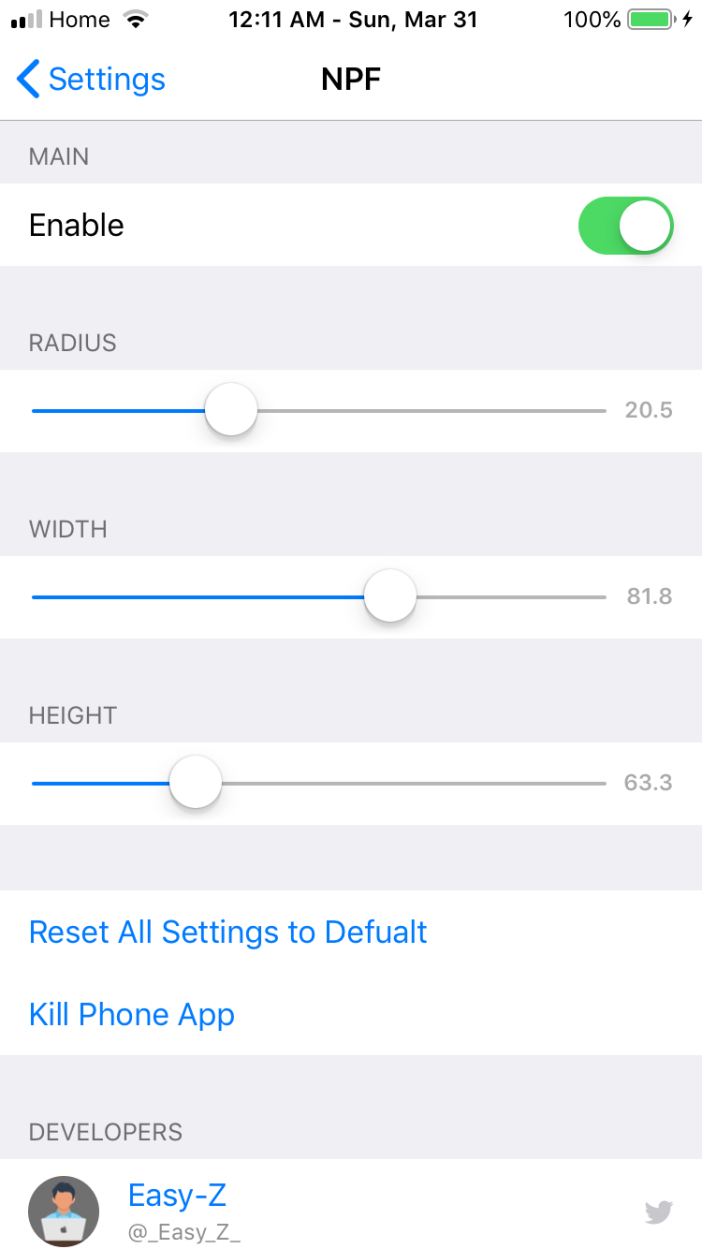 Home 12:11 AM - Sun, Mar 31 100%
Settings NPF
MAIN
Enable
RADIUS
20.5
WIDTH
81.8
HEIGHT
63.3
Reset All Settings to Defualt
Kill Phone App
DEVELOPERS
Easy-Z
@_Easy_Z_